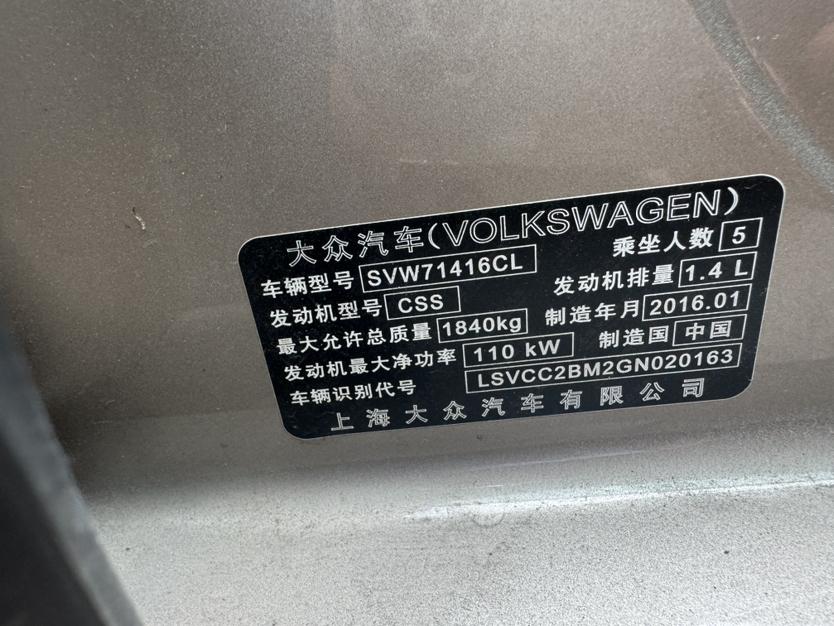 大众汽车(VOLKSWAGEN)
车辆型号 SVW71416CL 乘坐人数 5
发动机型号 CSS 发动机排量 1.4 L
最大允许总质量 1840kg 制造年月 2016.01
发动机最大净功率 110 kW 制造国 中国
车辆识别代号 LSVCC2BM2GN020163
上海大众汽车有限公司